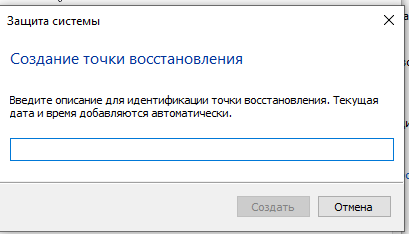 Защита системы
Создание точки восстановления
Введите описание для идентификации точки восстановления. Текущая
дата и время добавляются автоматически.
Создать
Отмена